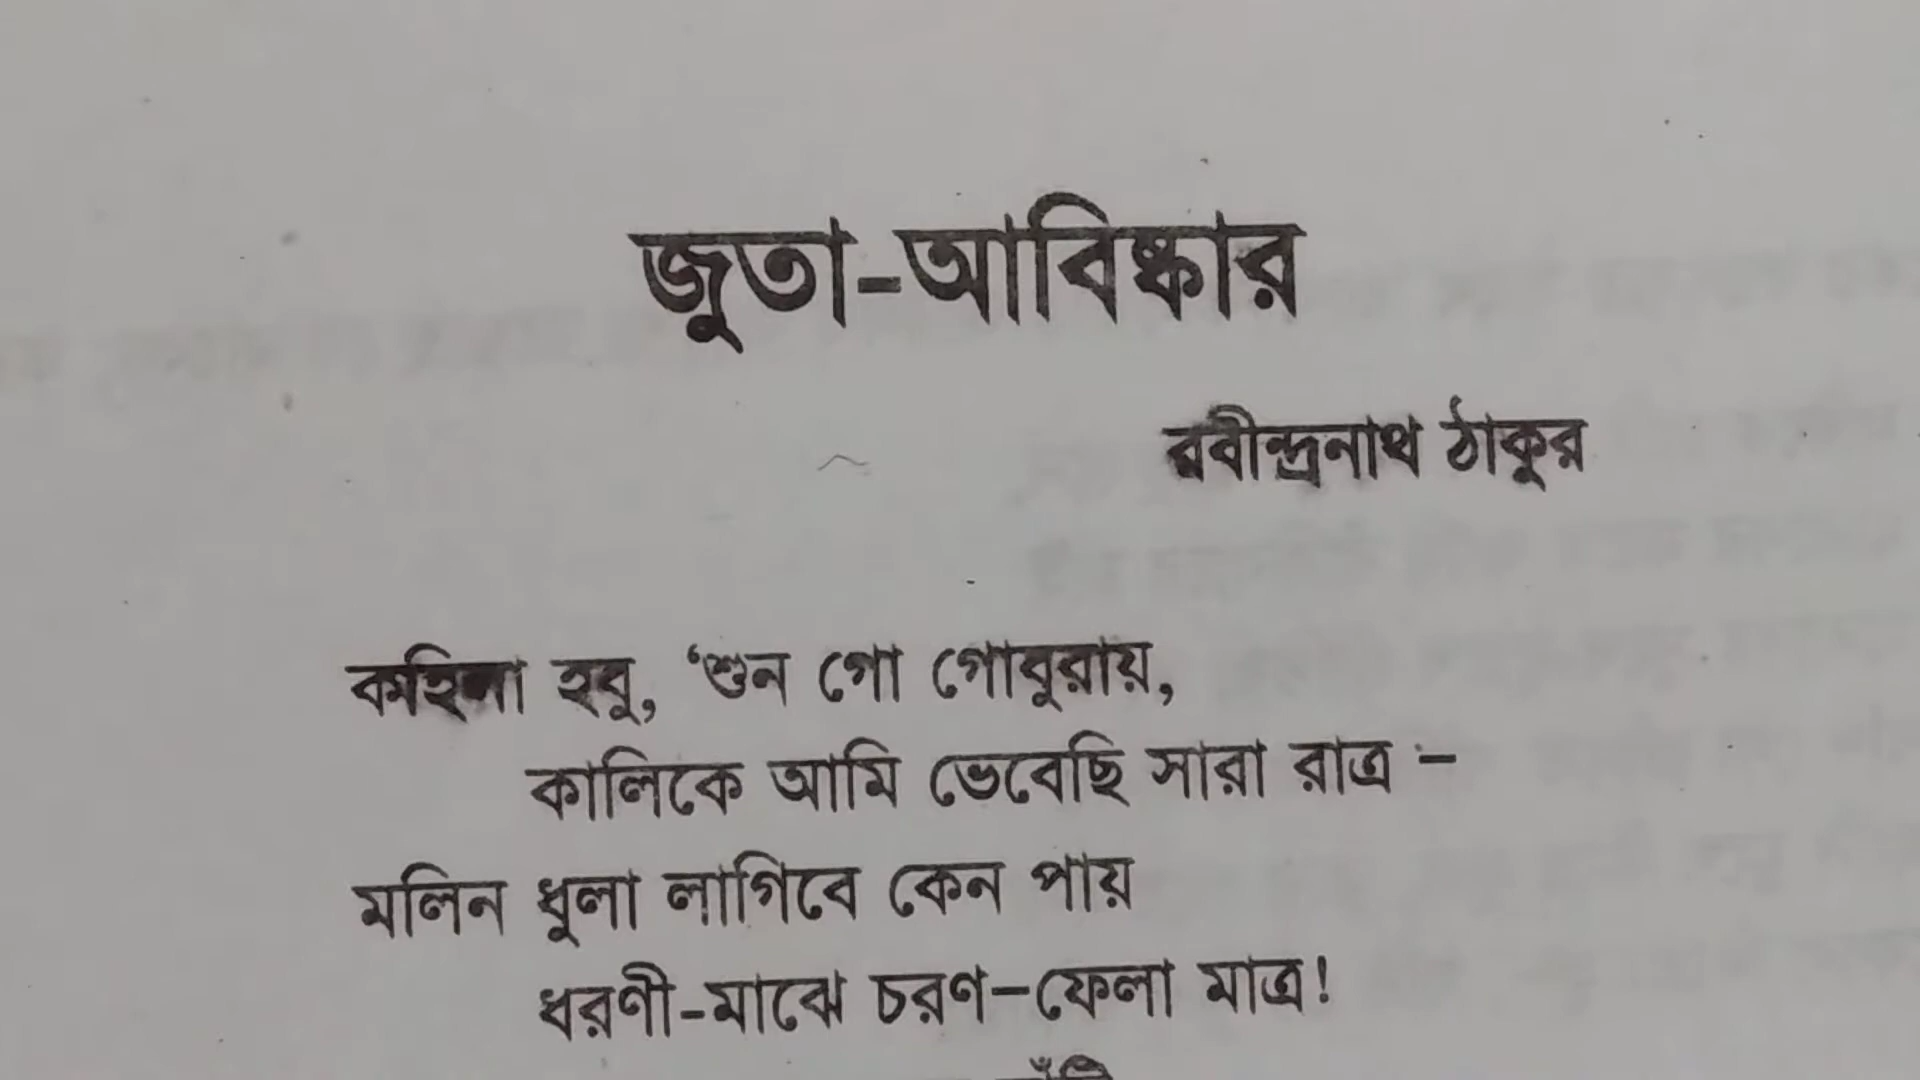 জুতা-আবিষ্কার
রবীন্দ্রনাথ ঠাকুর
কহিলা হবু, ‘শুন গো গোবুরায়,
কালিকে আমি ভেবেছি সারা রাত্র –
মলিন ধুলা লাগিবে কেন পায়
ধরণী-মাঝে চরণ–ফেলা মাত্র!